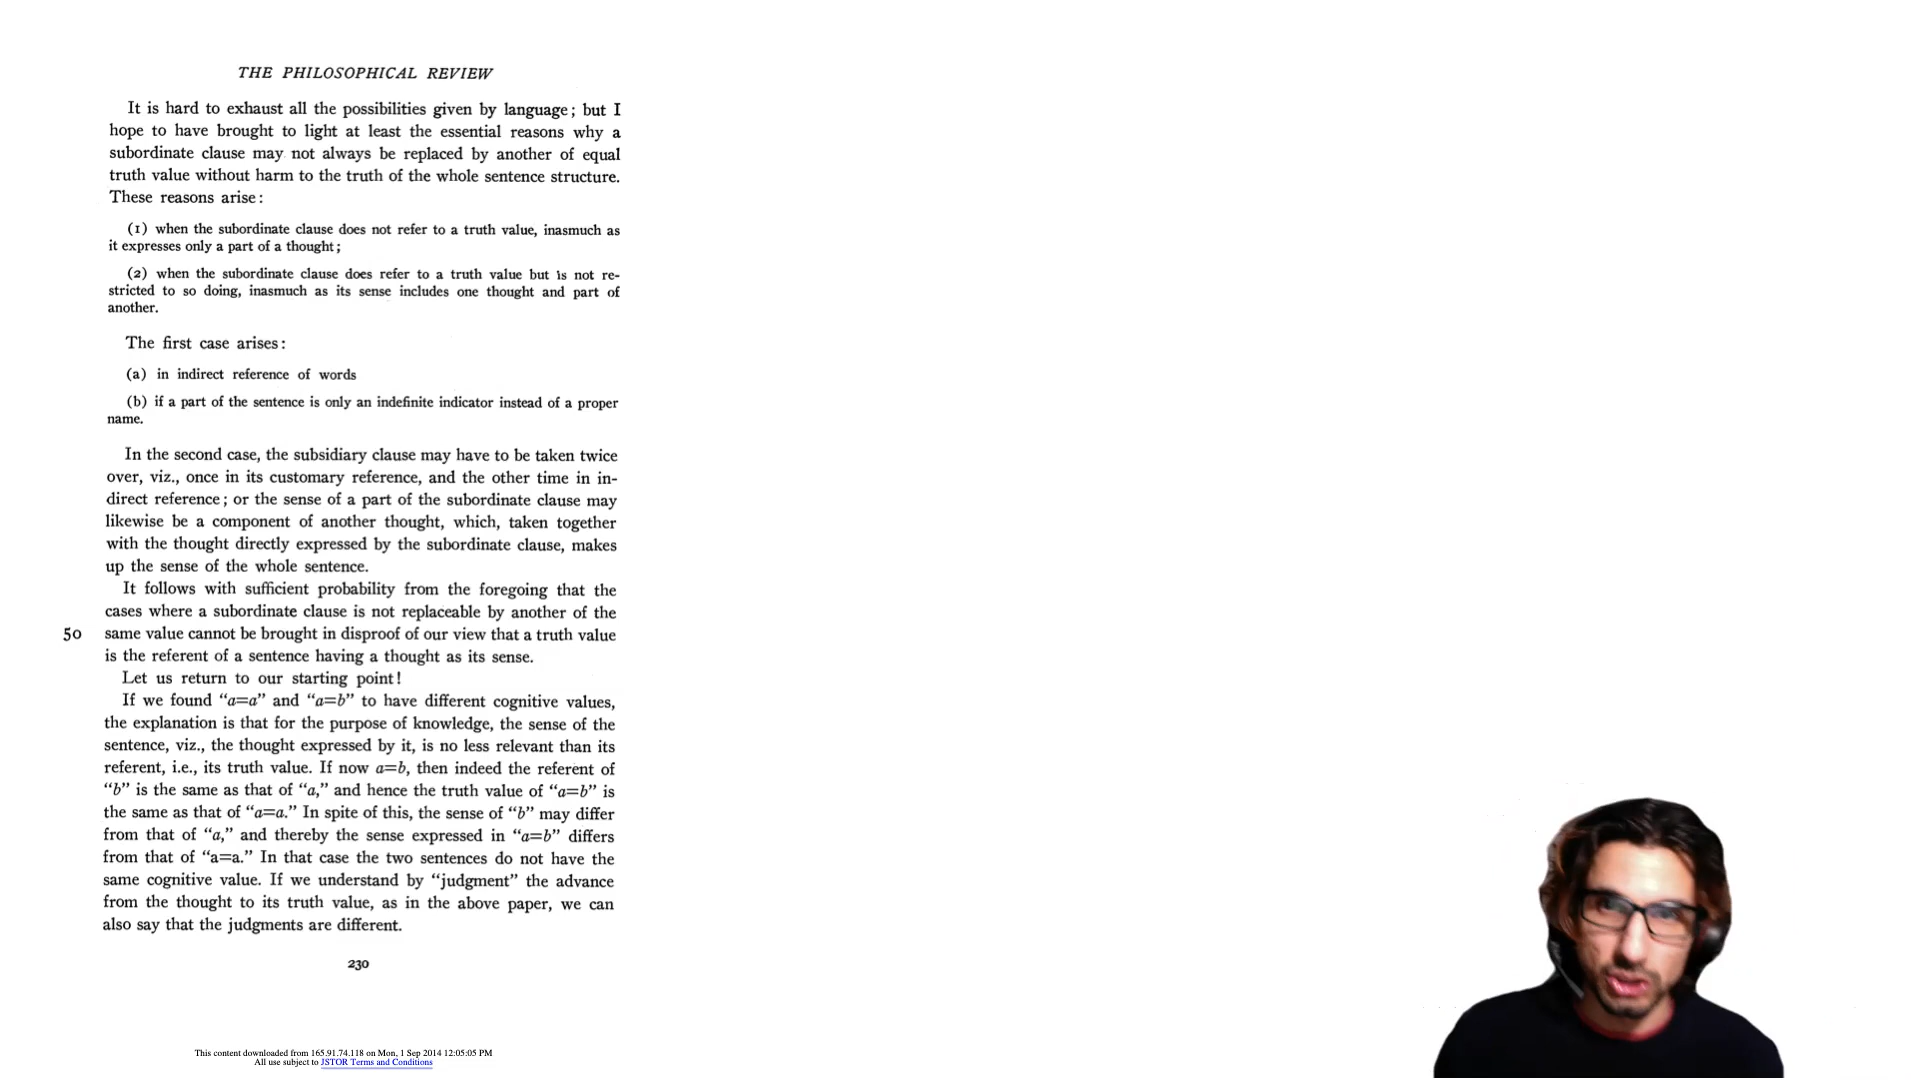 THE PHILOSOPHICAL REVIEW
It is hard to exhaust all the possibilities given by language; but I
hope to have brought to light at least the essential reasons why a
subordinate clause may not always be replaced by another of equal
truth value without harm to the truth of the whole sentence structure.
These reasons arise:
(1) when the subordinate clause does not refer to a truth value, inasmuch as
it expresses only a part of a thought;
(2) when the subordinate clause does refer to a truth value but is not re-
stricted to so doing, inasmuch as its sense includes one thought and part of
another.
The first case arises:
(a) in indirect reference of words
(b) if a part of the sentence is only an indefinite indicator instead of a proper
name.
In the second case, the subsidiary clause may have to be taken twice
over, viz., once in its customary reference, and the other time in in-
direct reference; or the sense of a part of the subordinate clause may
likewise be a component of another thought, which, taken together
with the thought directly expressed by the subordinate clause, makes
up the sense of the whole sentence.
It follows with sufficient probability from the foregoing that the
cases where a subordinate clause is not replaceable by another of the
50 same value cannot be brought in disproof of our view that a truth value
is the referent of a sentence having a thought as its sense.
Let us return to our starting point!
If we found “a=a” and “a=b” to have different cognitive values,
the explanation is that for the purpose of knowledge, the sense of the
sentence, viz., the thought expressed by it, is no less relevant than its
referent, i.e., its truth value. If now a=b, then indeed the referent of
“b” is the same as that of “a,” and hence the truth value of “a=b” is
the same as that of “a=a.” In spite of this, the sense of “b” may differ
from that of “a,” and thereby the sense expressed in “a=b” differs
from that of “a=a.” In that case the two sentences do not have the
same cognitive value. If we understand by “judgment” the advance
from the thought to its truth value, as in the above paper, we can
also say that the judgments are different.
230
This content downloaded from 165.91.74.118 on Mon, 1 Sep 2014 12:05:05 PM
All use subject to JSTOR Terms and Conditions